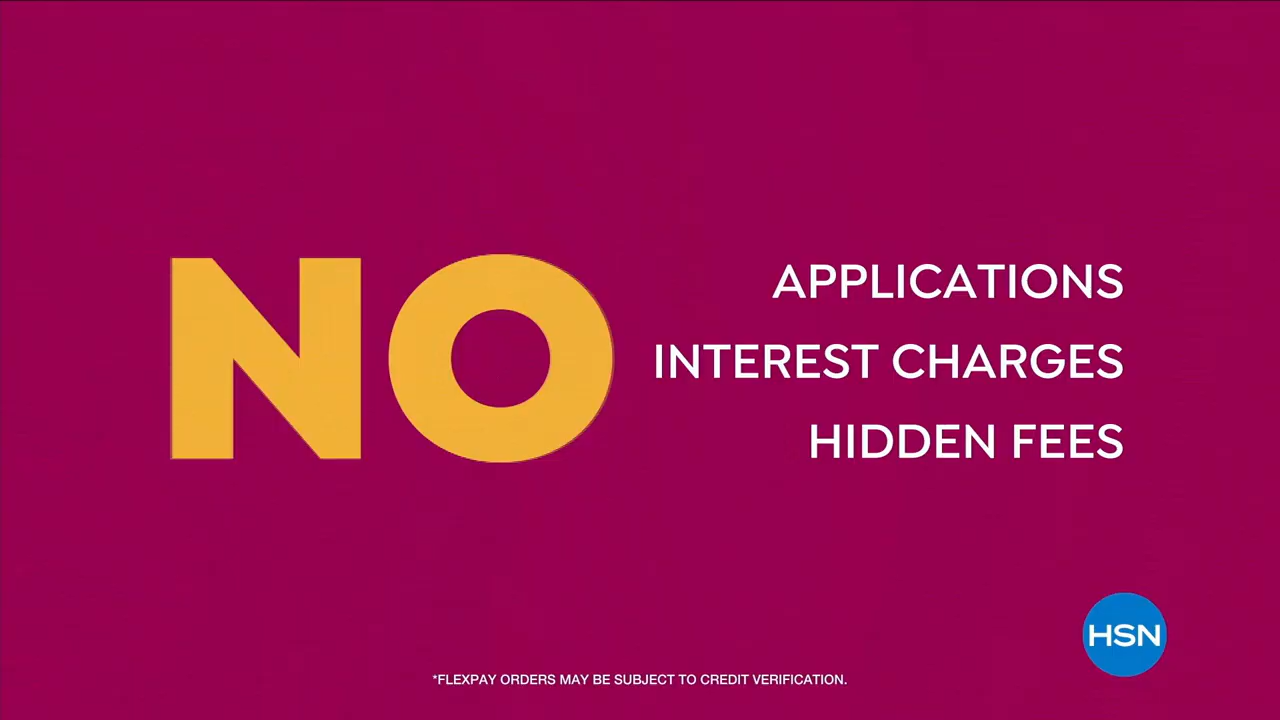 NO
APPLICATIONS
INTEREST CHARGES
HIDDEN FEES
HSN
*FLEXPAY ORDERS MAY BE SUBJECT TO CREDIT VERIFICATION.